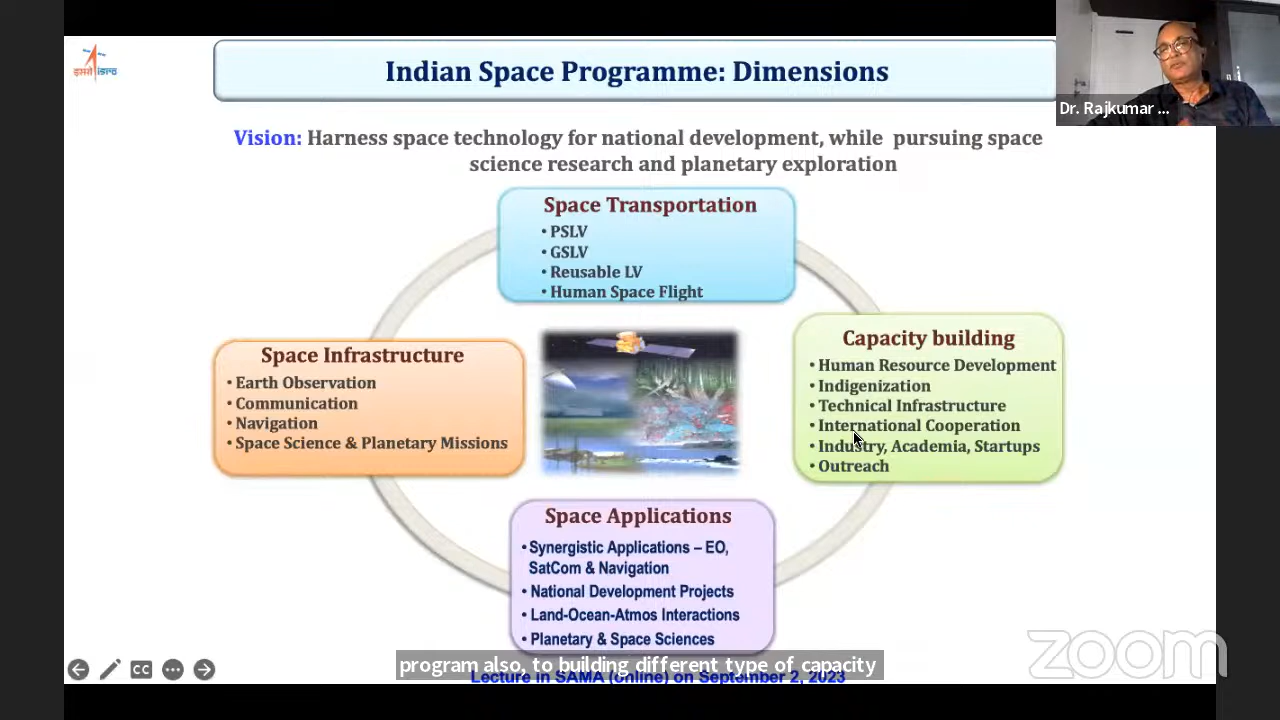 इसरो isro
Indian Space Programme: Dimensions
Dr. Rajkumar ...
Vision: Harness space technology for national development, while pursuing space
science research and planetary exploration
Space Transportation
• PSLV
• GSLV
• Reusable LV
• Human Space Flight
Space Infrastructure
• Earth Observation
• Communication
• Navigation
• Space Science & Planetary Missions
Capacity building
• Human Resource Development
• Indigenization
• Technical Infrastructure
• International Cooperation
• Industry, Academia, Startups
• Outreach
Space Applications
• Synergistic Applications – EO,
SatCom & Navigation
• National Development Projects
• Land-Ocean-Atmos Interactions
• Planetary & Space Sciences
program also, to building different type of capacity
Lecture in SAMA (online) on September 2, 2023
CC
zoom